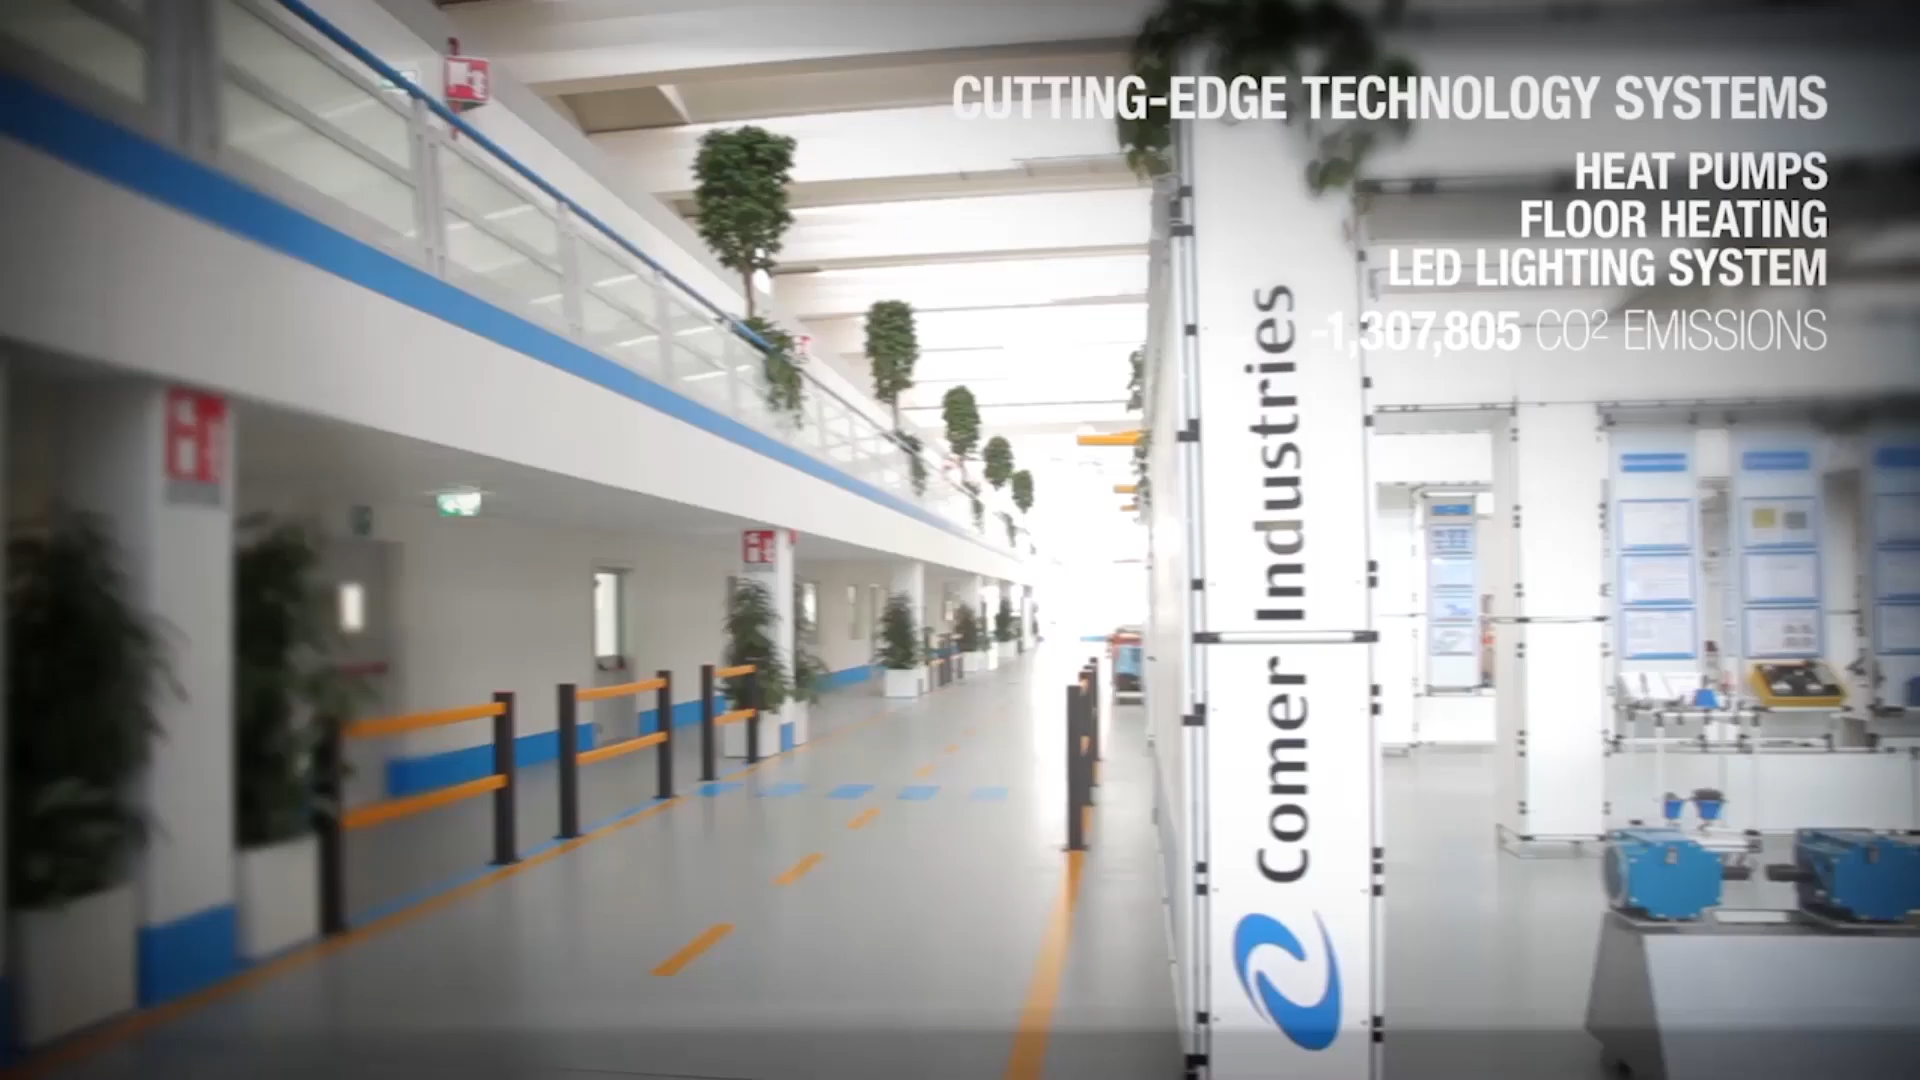 CUTTING-EDGE TECHNOLOGY SYSTEMS
HEAT PUMPS
FLOOR HEATING
LED LIGHTING SYSTEM
-1,307,805 CO² EMISSIONS
Comer Industries